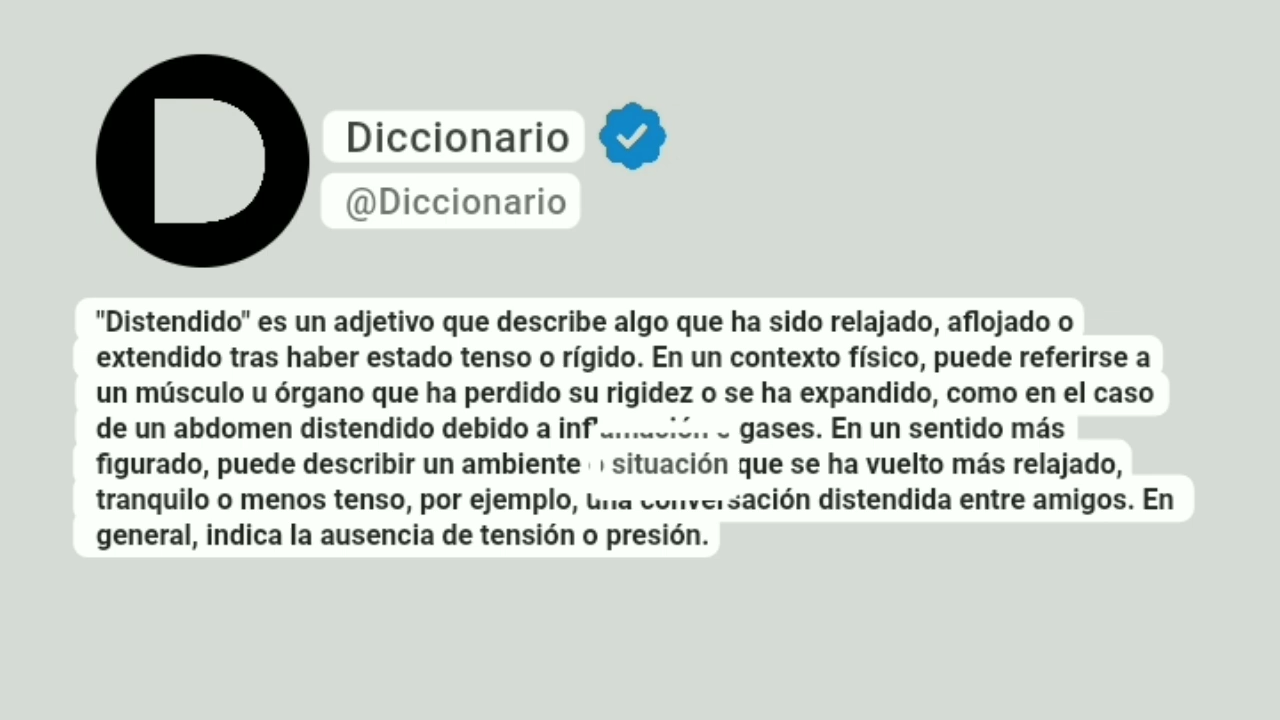 D
Diccionario
@Diccionario
"Distendido" es un adjetivo que describe algo que ha sido relajado, aflojado o
extendido tras haber estado tenso o rígido. En un contexto físico, puede referirse a
un músculo u órgano que ha perdido su rigidez o se ha expandido, como en el caso
de un abdomen distendido debido a inflamación o gases. En un sentido más
figurado, puede describir un ambiente o situación que se ha vuelto más relajado,
tranquilo o menos tenso, por ejemplo, una conversación distendida entre amigos. En
general, indica la ausencia de tensión o presión.